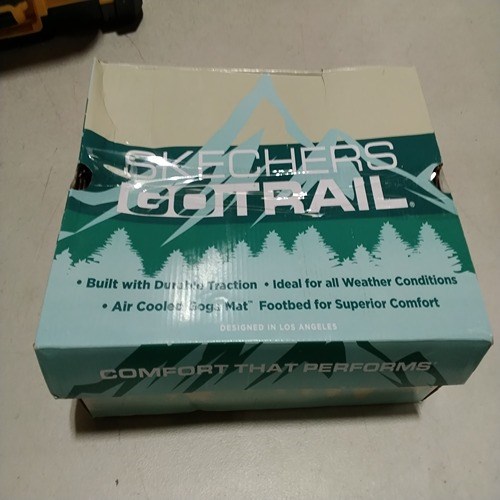 SKECHERS
GOTRAIL®
• Built with Durable Traction • Ideal for all Weather Conditions
• Air Cooled Goga Mat™ Footbed for Superior Comfort
DESIGNED IN LOS ANGELES
COMFORT THAT PERFORMS